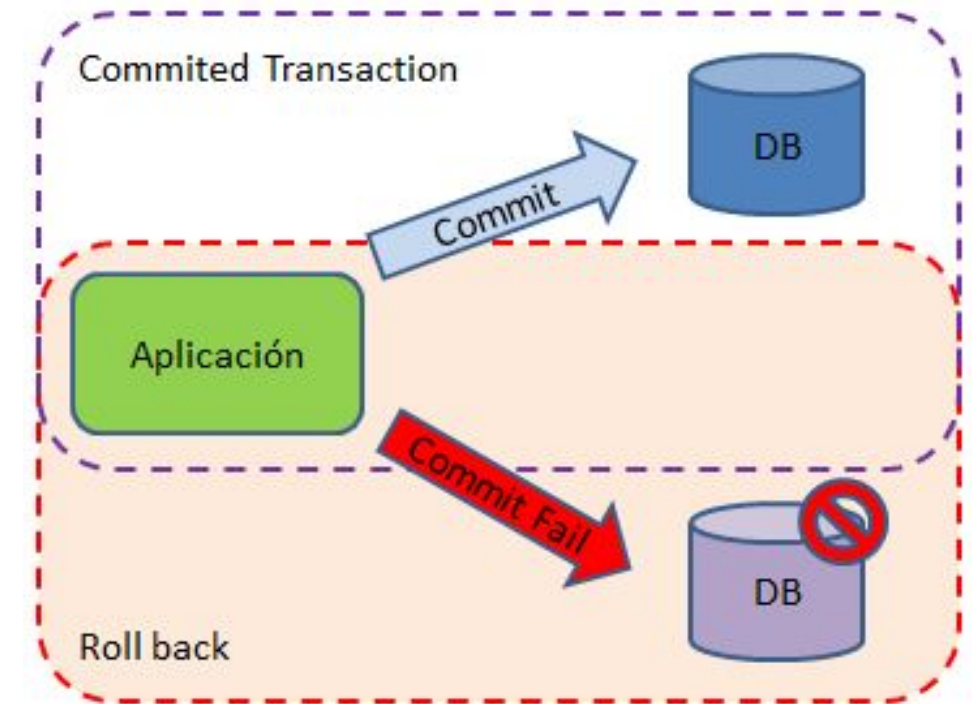 Commited Transaction
DB
Commit
Aplicación
Commit Fail
DB
Roll back